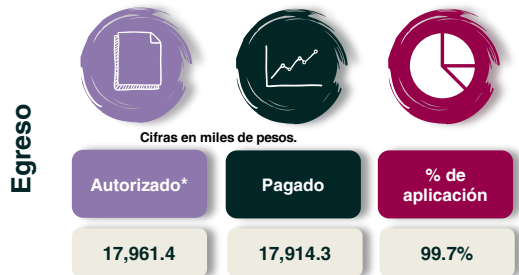 Egreso
Cifras en miles de pesos.
Autorizado*
Pagado
% de
aplicación
17,961.4
17,914.3
99.7%